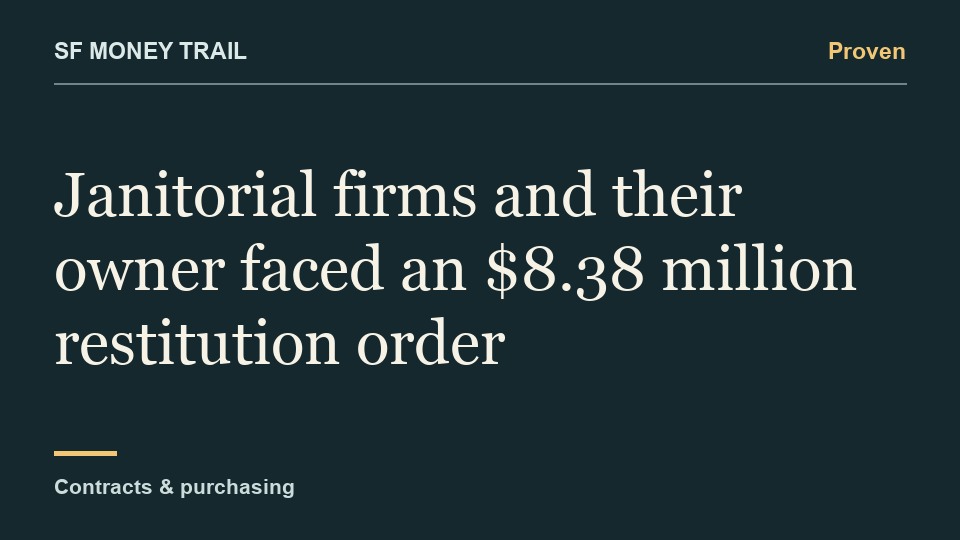 SF MONEY TRAIL
Proven
Janitorial firms and their
owner faced an $8.38 million
restitution order
Contracts & purchasing